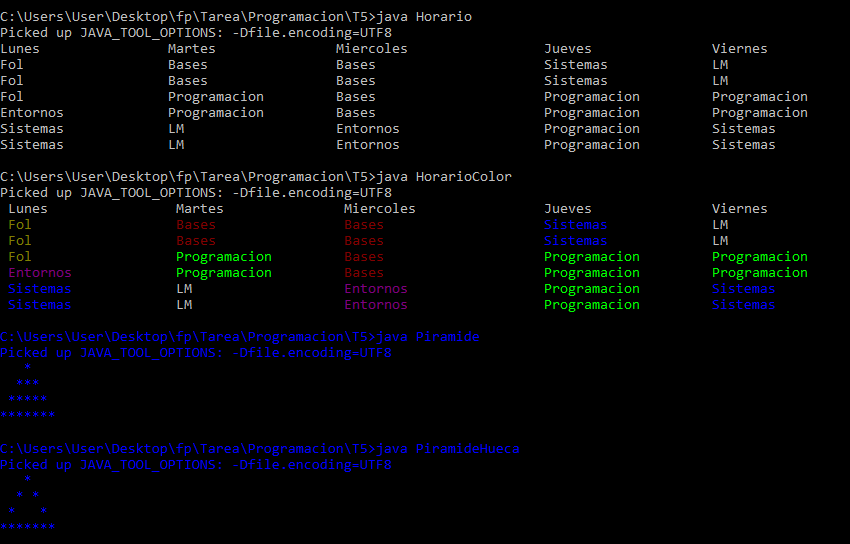 C:\Users\User\Desktop\fp\Tarea\Programacion\T5>java Horario
Picked up JAVA_TOOL_OPTIONS: -Dfile.encoding=UTF8
Lunes                Martes               Miercoles                 Jueves               Viernes
Fol                  Bases                Bases                     Sistemas             LM
Fol                  Bases                Bases                     Sistemas             LM
Fol                  Programacion         Bases                     Programacion         Programacion
Entornos             Programacion         Bases                     Programacion         Programacion
Sistemas             LM                   Entornos                  Programacion         Sistemas
Sistemas             LM                   Entornos                  Programacion         Sistemas
C:\Users\User\Desktop\fp\Tarea\Programacion\T5>java HorarioColor
Picked up JAVA_TOOL_OPTIONS: -Dfile.encoding=UTF8
 Lunes                Martes               Miercoles                Jueves               Viernes
 Fol                  Bases                Bases                    Sistemas             LM
 Fol                  Bases                Bases                    Sistemas             LM
 Fol                  Programacion         Bases                    Programacion         Programacion
 Entornos             Programacion         Bases                    Programacion         Programacion
 Sistemas             LM                   Entornos                 Programacion         Sistemas
 Sistemas             LM                   Entornos                 Programacion         Sistemas
C:\Users\User\Desktop\fp\Tarea\Programacion\T5>java Piramide
Picked up JAVA_TOOL_OPTIONS: -Dfile.encoding=UTF8
   *
  ***
 *****
*******
C:\Users\User\Desktop\fp\Tarea\Programacion\T5>java PiramideHueca
Picked up JAVA_TOOL_OPTIONS: -Dfile.encoding=UTF8
   *
  * *
 *   *
*******